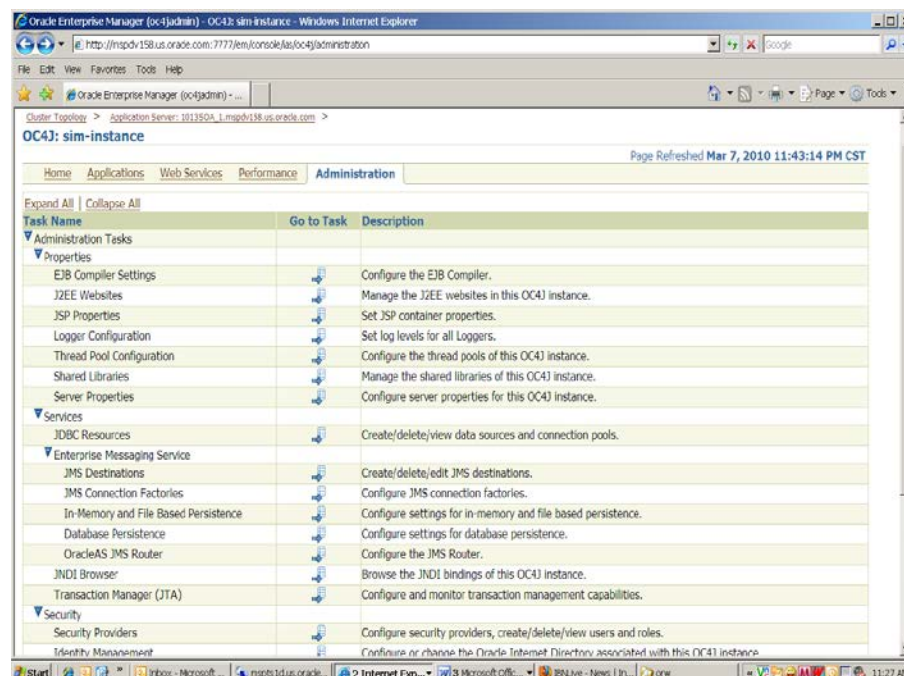 Oracle Enterprise Manager (oc4jadmin) - OC4J: sim-instance - Windows Internet Explorer
http://mspdv158.us.oracle.com:7777/em/console/ias/oc4j/administration
Google
File Edit View Favorites Tools Help
Oracle Enterprise Manager (oc4jadmin) - ...
Page Tools
Cluster Topology > Application Server: 10135OA_1.mspdv158.us.oracle.com >
OC4J: sim-instance
Page Refreshed Mar 7, 2010 11:43:14 PM CST
Home Applications Web Services Performance Administration
Expand All | Collapse All
Task Name Go to Task Description
Administration Tasks
Properties
EJB Compiler Settings Configure the EJB Compiler.
J2EE Websites Manage the J2EE websites in this OC4J instance.
JSP Properties Set JSP container properties.
Logger Configuration Set log levels for all Loggers.
Thread Pool Configuration Configure the thread pools of this OC4J instance.
Shared Libraries Manage the shared libraries of this OC4J instance.
Server Properties Configure server properties for this OC4J instance.
Services
JDBC Resources Create/delete/view data sources and connection pools.
Enterprise Messaging Service
JMS Destinations Create/delete/edit JMS destinations.
JMS Connection Factories Configure JMS connection factories.
In-Memory and File Based Persistence Configure settings for in-memory and file based persistence.
Database Persistence Configure settings for database persistence.
OracleAS JMS Router Configure the JMS Router.
JNDI Browser Browse the JNDI bindings of this OC4J instance.
Transaction Manager (JTA) Configure and monitor transaction management capabilities.
Security
Security Providers Configure security providers, create/delete/view users and roles.
Identity Management Configure or change the Oracle Internet Directory associated with this OC4J instance
Start Inbox - Microsoft ... 2 Internet Exp... 3 Microsoft Offic... 11:27 AM